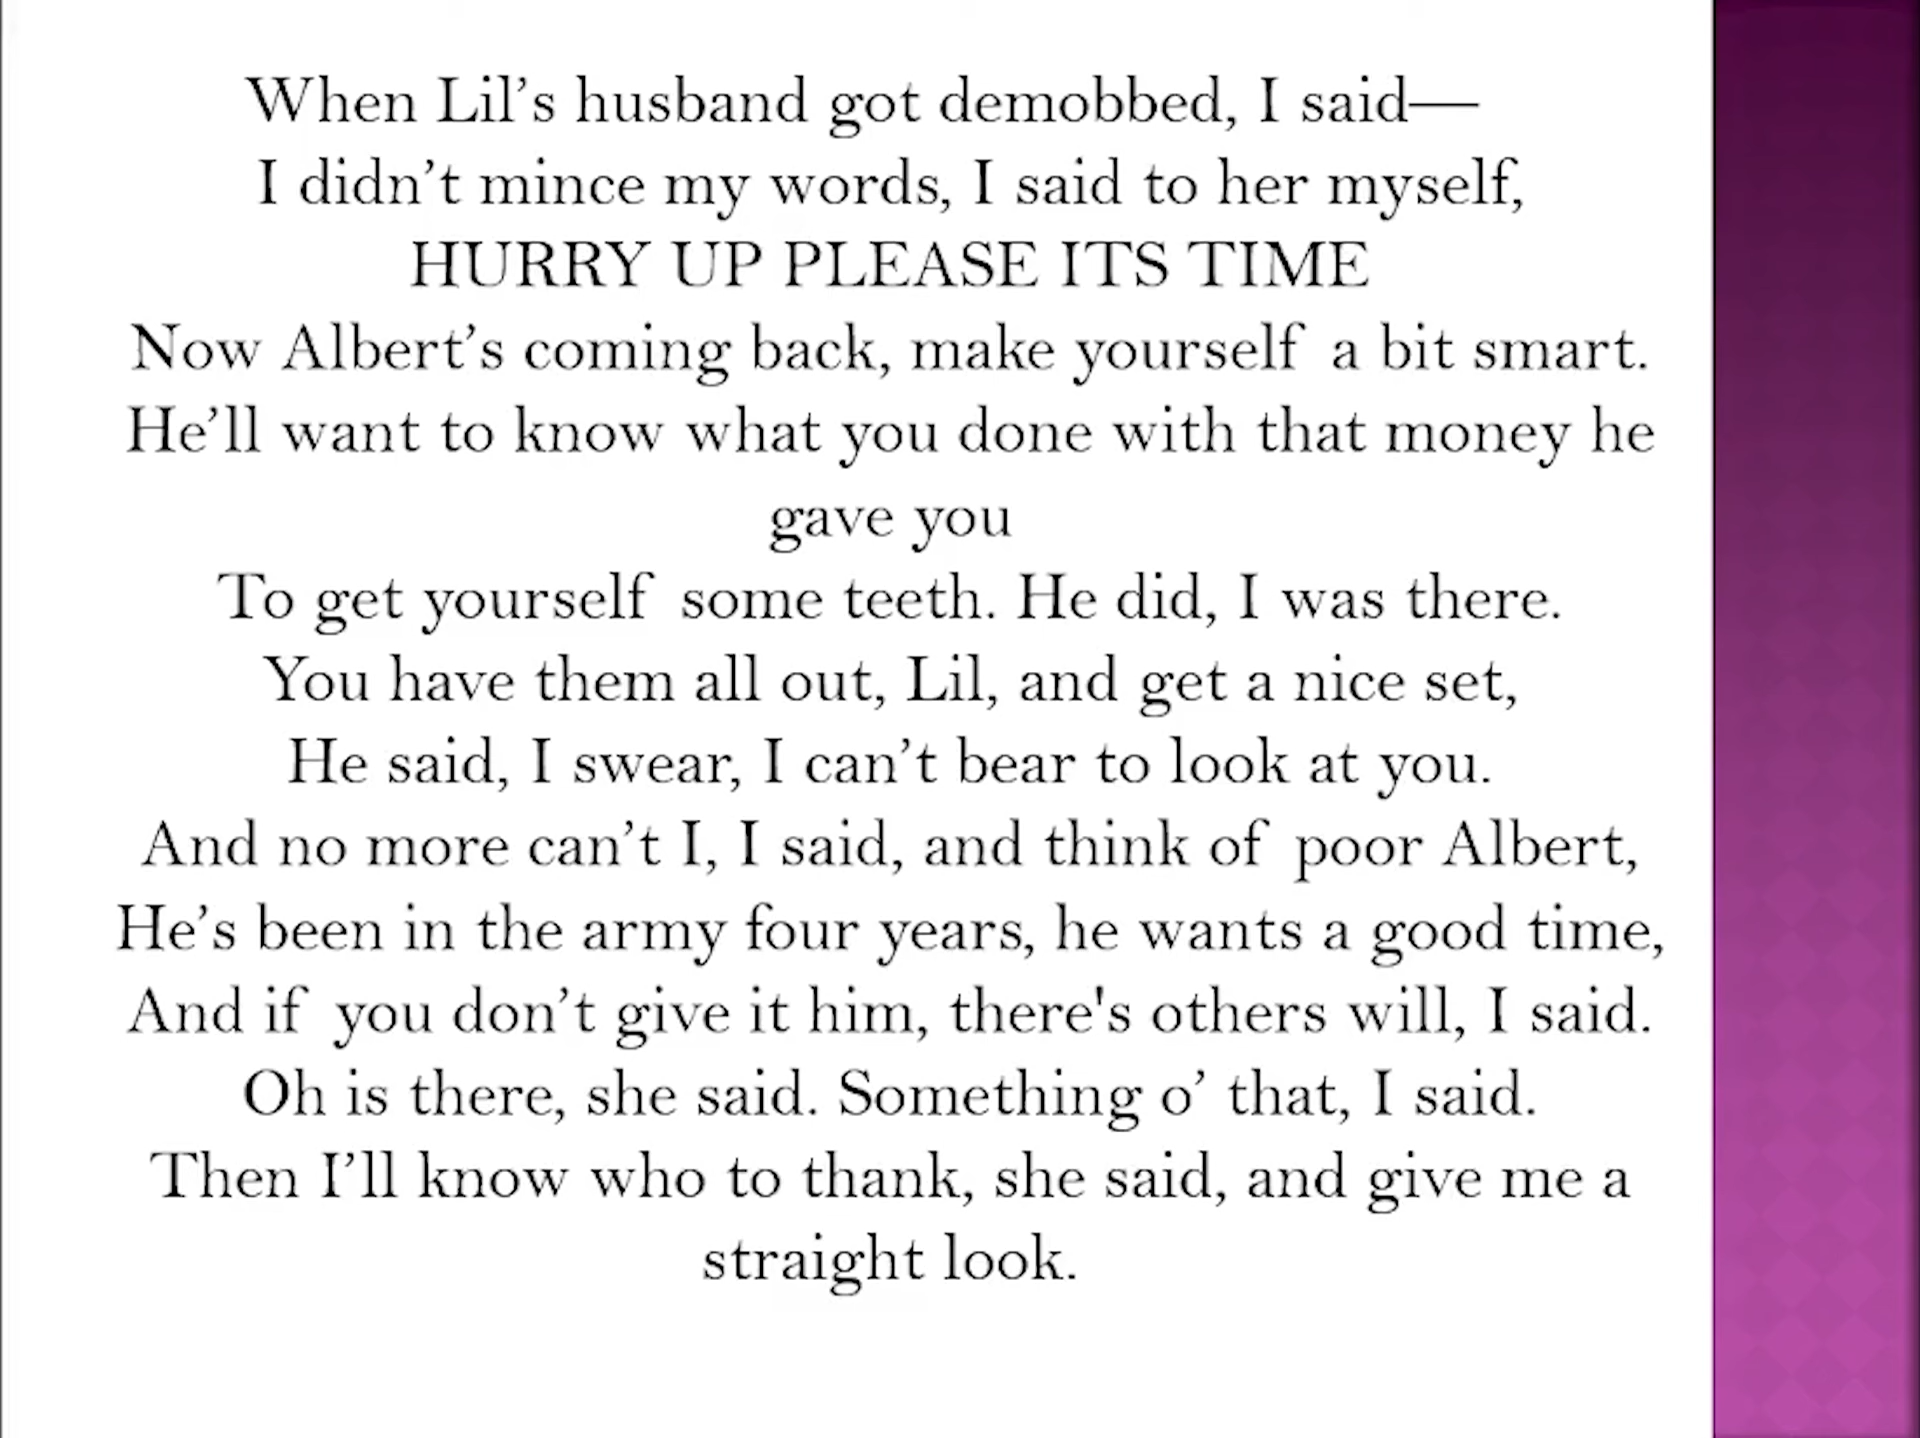 When Lil’s husband got demobbed, I said—
I didn’t mince my words, I said to her myself,
HURRY UP PLEASE ITS TIME
Now Albert’s coming back, make yourself a bit smart.
He’ll want to know what you done with that money he
gave you
To get yourself some teeth. He did, I was there.
You have them all out, Lil, and get a nice set,
He said, I swear, I can’t bear to look at you.
And no more can’t I, I said, and think of poor Albert,
He’s been in the army four years, he wants a good time,
And if you don’t give it him, there's others will, I said.
Oh is there, she said. Something o’ that, I said.
Then I’ll know who to thank, she said, and give me a
straight look.